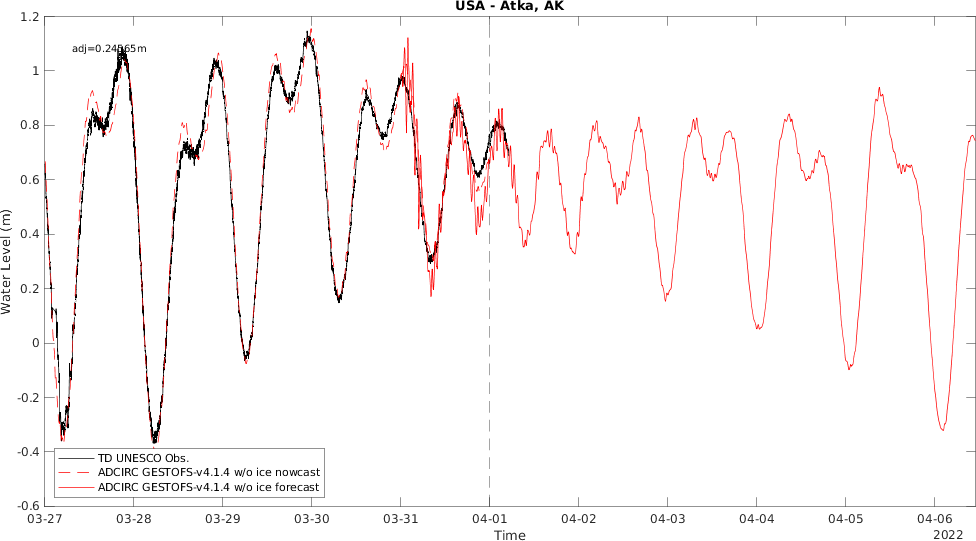 USA - Atka, AK
1.2
1
0.8
0.6
0.4
0.2
0
-0.2
-0.4
-0.6
Water Level (m)
adj=0.24565m
TD UNESCO Obs.
ADCIRC GESTOFS-v4.1.4 w/o ice nowcast
ADCIRC GESTOFS-v4.1.4 w/o ice forecast
03-27 03-28 03-29 03-30 03-31 04-01 04-02 04-03 04-04 04-05 04-06
Time
2022